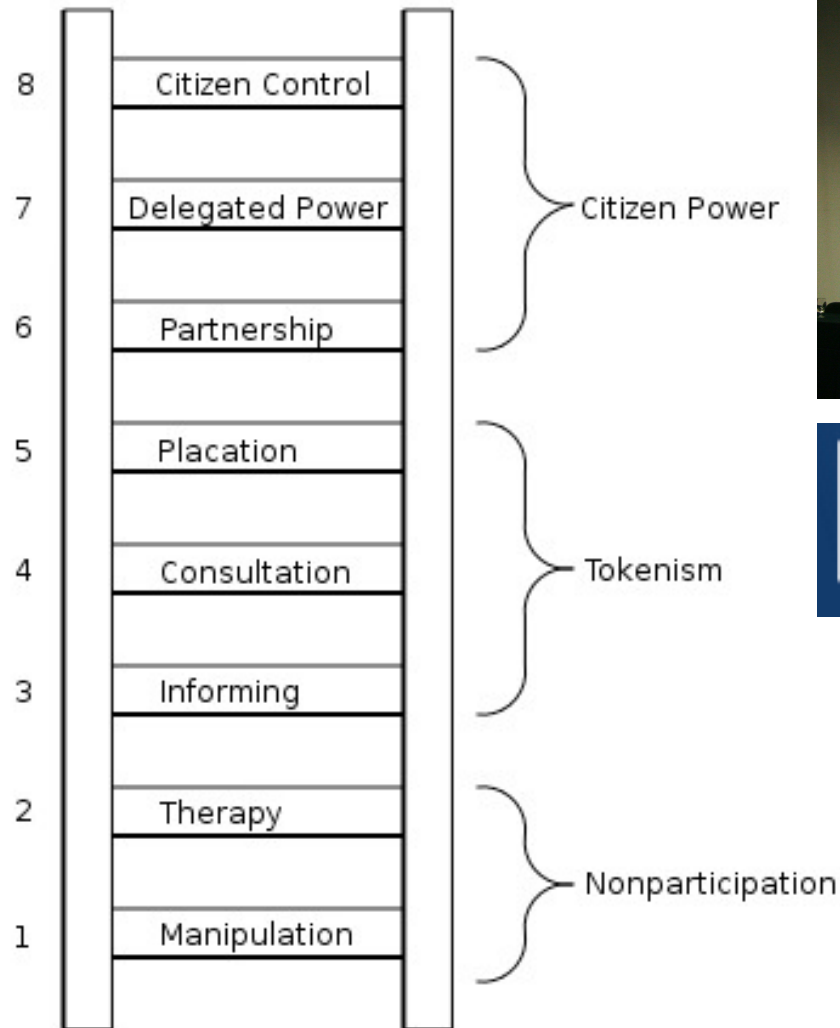 8 Citizen Control
7 Delegated Power Citizen Power
6 Partnership
5 Placation
4 Consultation Tokenism
3 Informing
2 Therapy
Nonparticipation
1 Manipulation